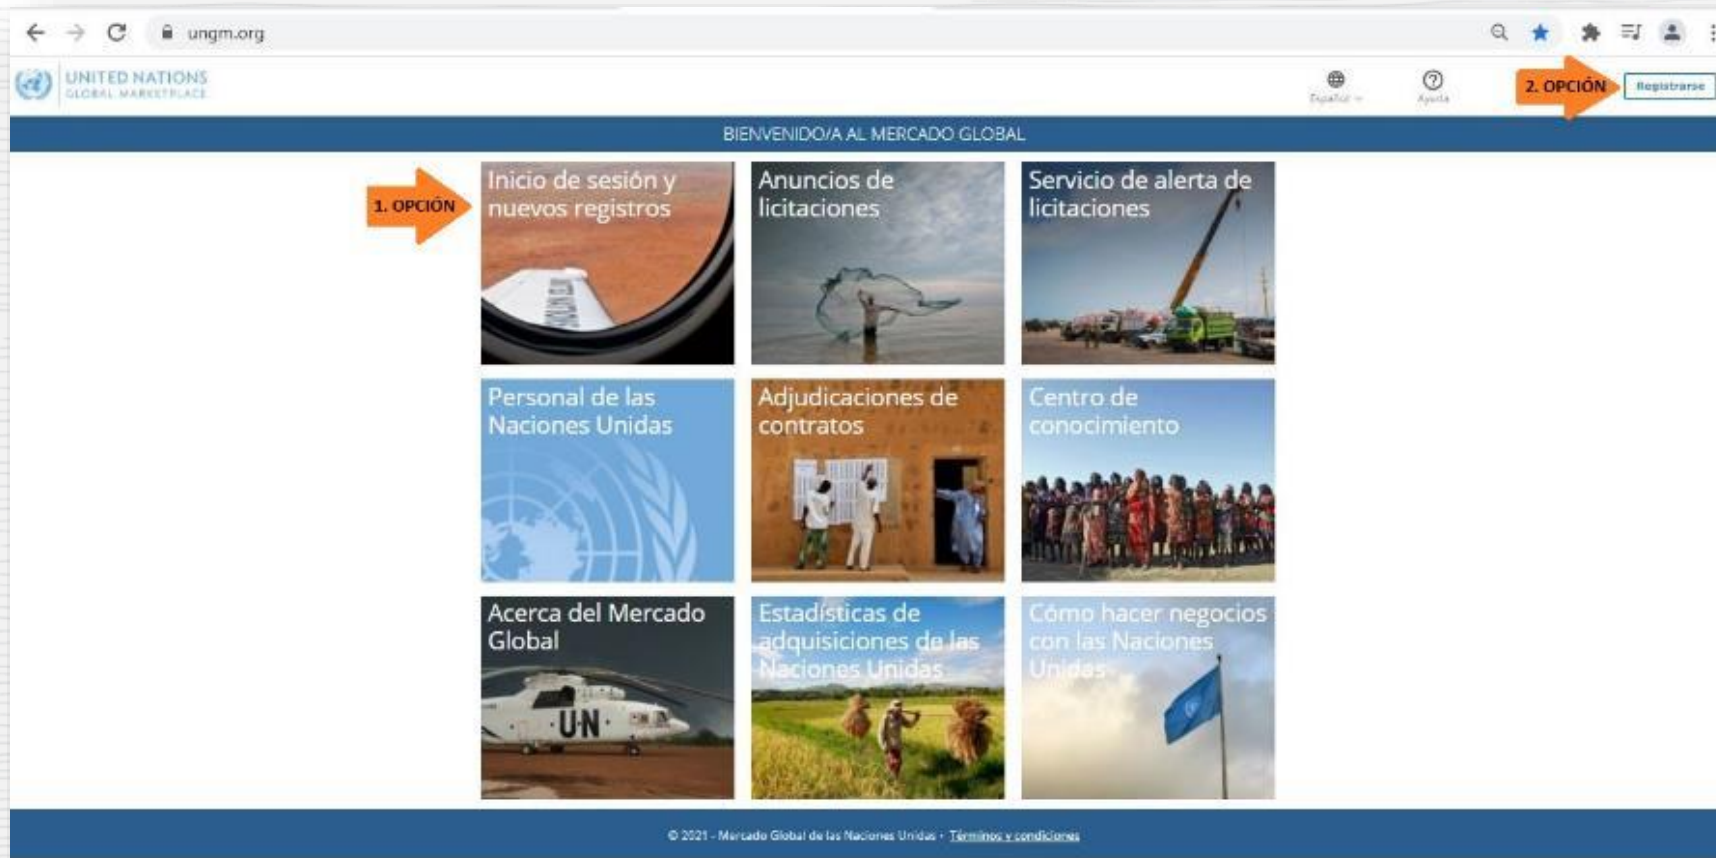 ungm.org
UNITED NATIONS
GLOBAL MARKETPLACE
Español
Ayuda
2. OPCIÓN
Registrarse
BIENVENIDO/A AL MERCADO GLOBAL
1. OPCIÓN
Inicio de sesión y
nuevos registros
Anuncios de
licitaciones
Servicio de alerta de
licitaciones
Personal de las
Naciones Unidas
Adjudicaciones de
contratos
Centro de
conocimiento
Acerca del Mercado
Global
UN
Estadísticas de
adquisiciones de las
Naciones Unidas
Cómo hacer negocios
con las Naciones
Unidas
© 2021 - Mercado Global de las Naciones Unidas • Términos y condiciones